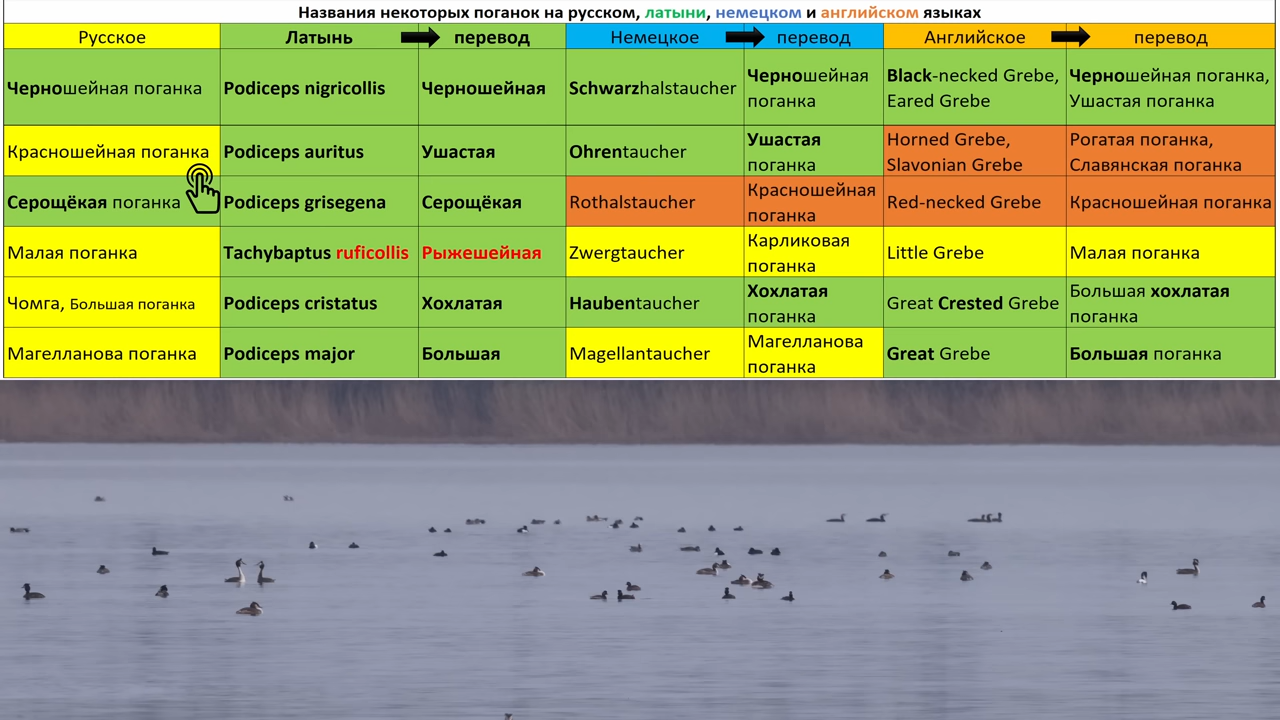 Названия некоторых поганок на русском, латыни, немецком и английском языках
Русское Латынь перевод Немецкое перевод Английское перевод
Черношейная поганка Podiceps nigricollis Черношейная Schwarzhalstaucher Черношейная поганка Black-necked Grebe, Eared Grebe Черношейная поганка, Ушастая поганка
Красношейная поганка Podiceps auritus Ушастая Ohrentaucher Ушастая поганка Horned Grebe, Slavonian Grebe Рогатая поганка, Славянская поганка
Серощёкая поганка Podiceps grisegena Серощёкая Rothalstaucher Красношейная поганка Red-necked Grebe Красношейная поганка
Малая поганка Tachybaptus ruficollis Рыжешейная Zwergtaucher Карликовая поганка Little Grebe Малая поганка
Чомга, Большая поганка Podiceps cristatus Хохлатая Haubentaucher Хохлатая поганка Great Crested Grebe Большая хохлатая поганка
Магелланова поганка Podiceps major Большая Magellantaucher Магелланова поганка Great Grebe Большая поганка